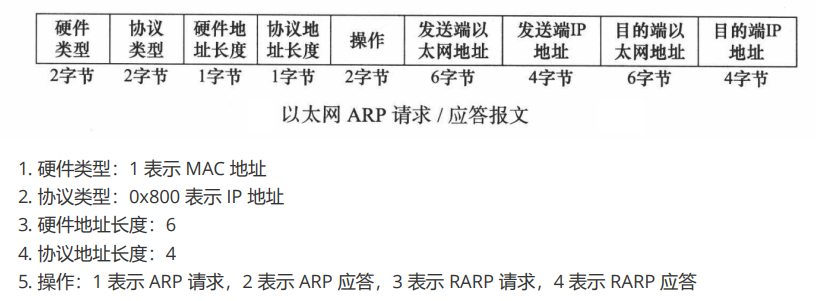 硬件 协议 硬件地 协议地 操作 发送端以 发送端IP 目的端以 目的端IP
类型 类型 址长度 址长度 太网地址 地址 太网地址 地址
2字节 2字节 1字节 1字节 2字节 6字节 4字节 6字节 4字节
以太网 ARP 请求 / 应答报文
1. 硬件类型：1 表示 MAC 地址
2. 协议类型：0x800 表示 IP 地址
3. 硬件地址长度：6
4. 协议地址长度：4
5. 操作：1 表示 ARP 请求，2 表示 ARP 应答，3 表示 RARP 请求，4 表示 RARP 应答